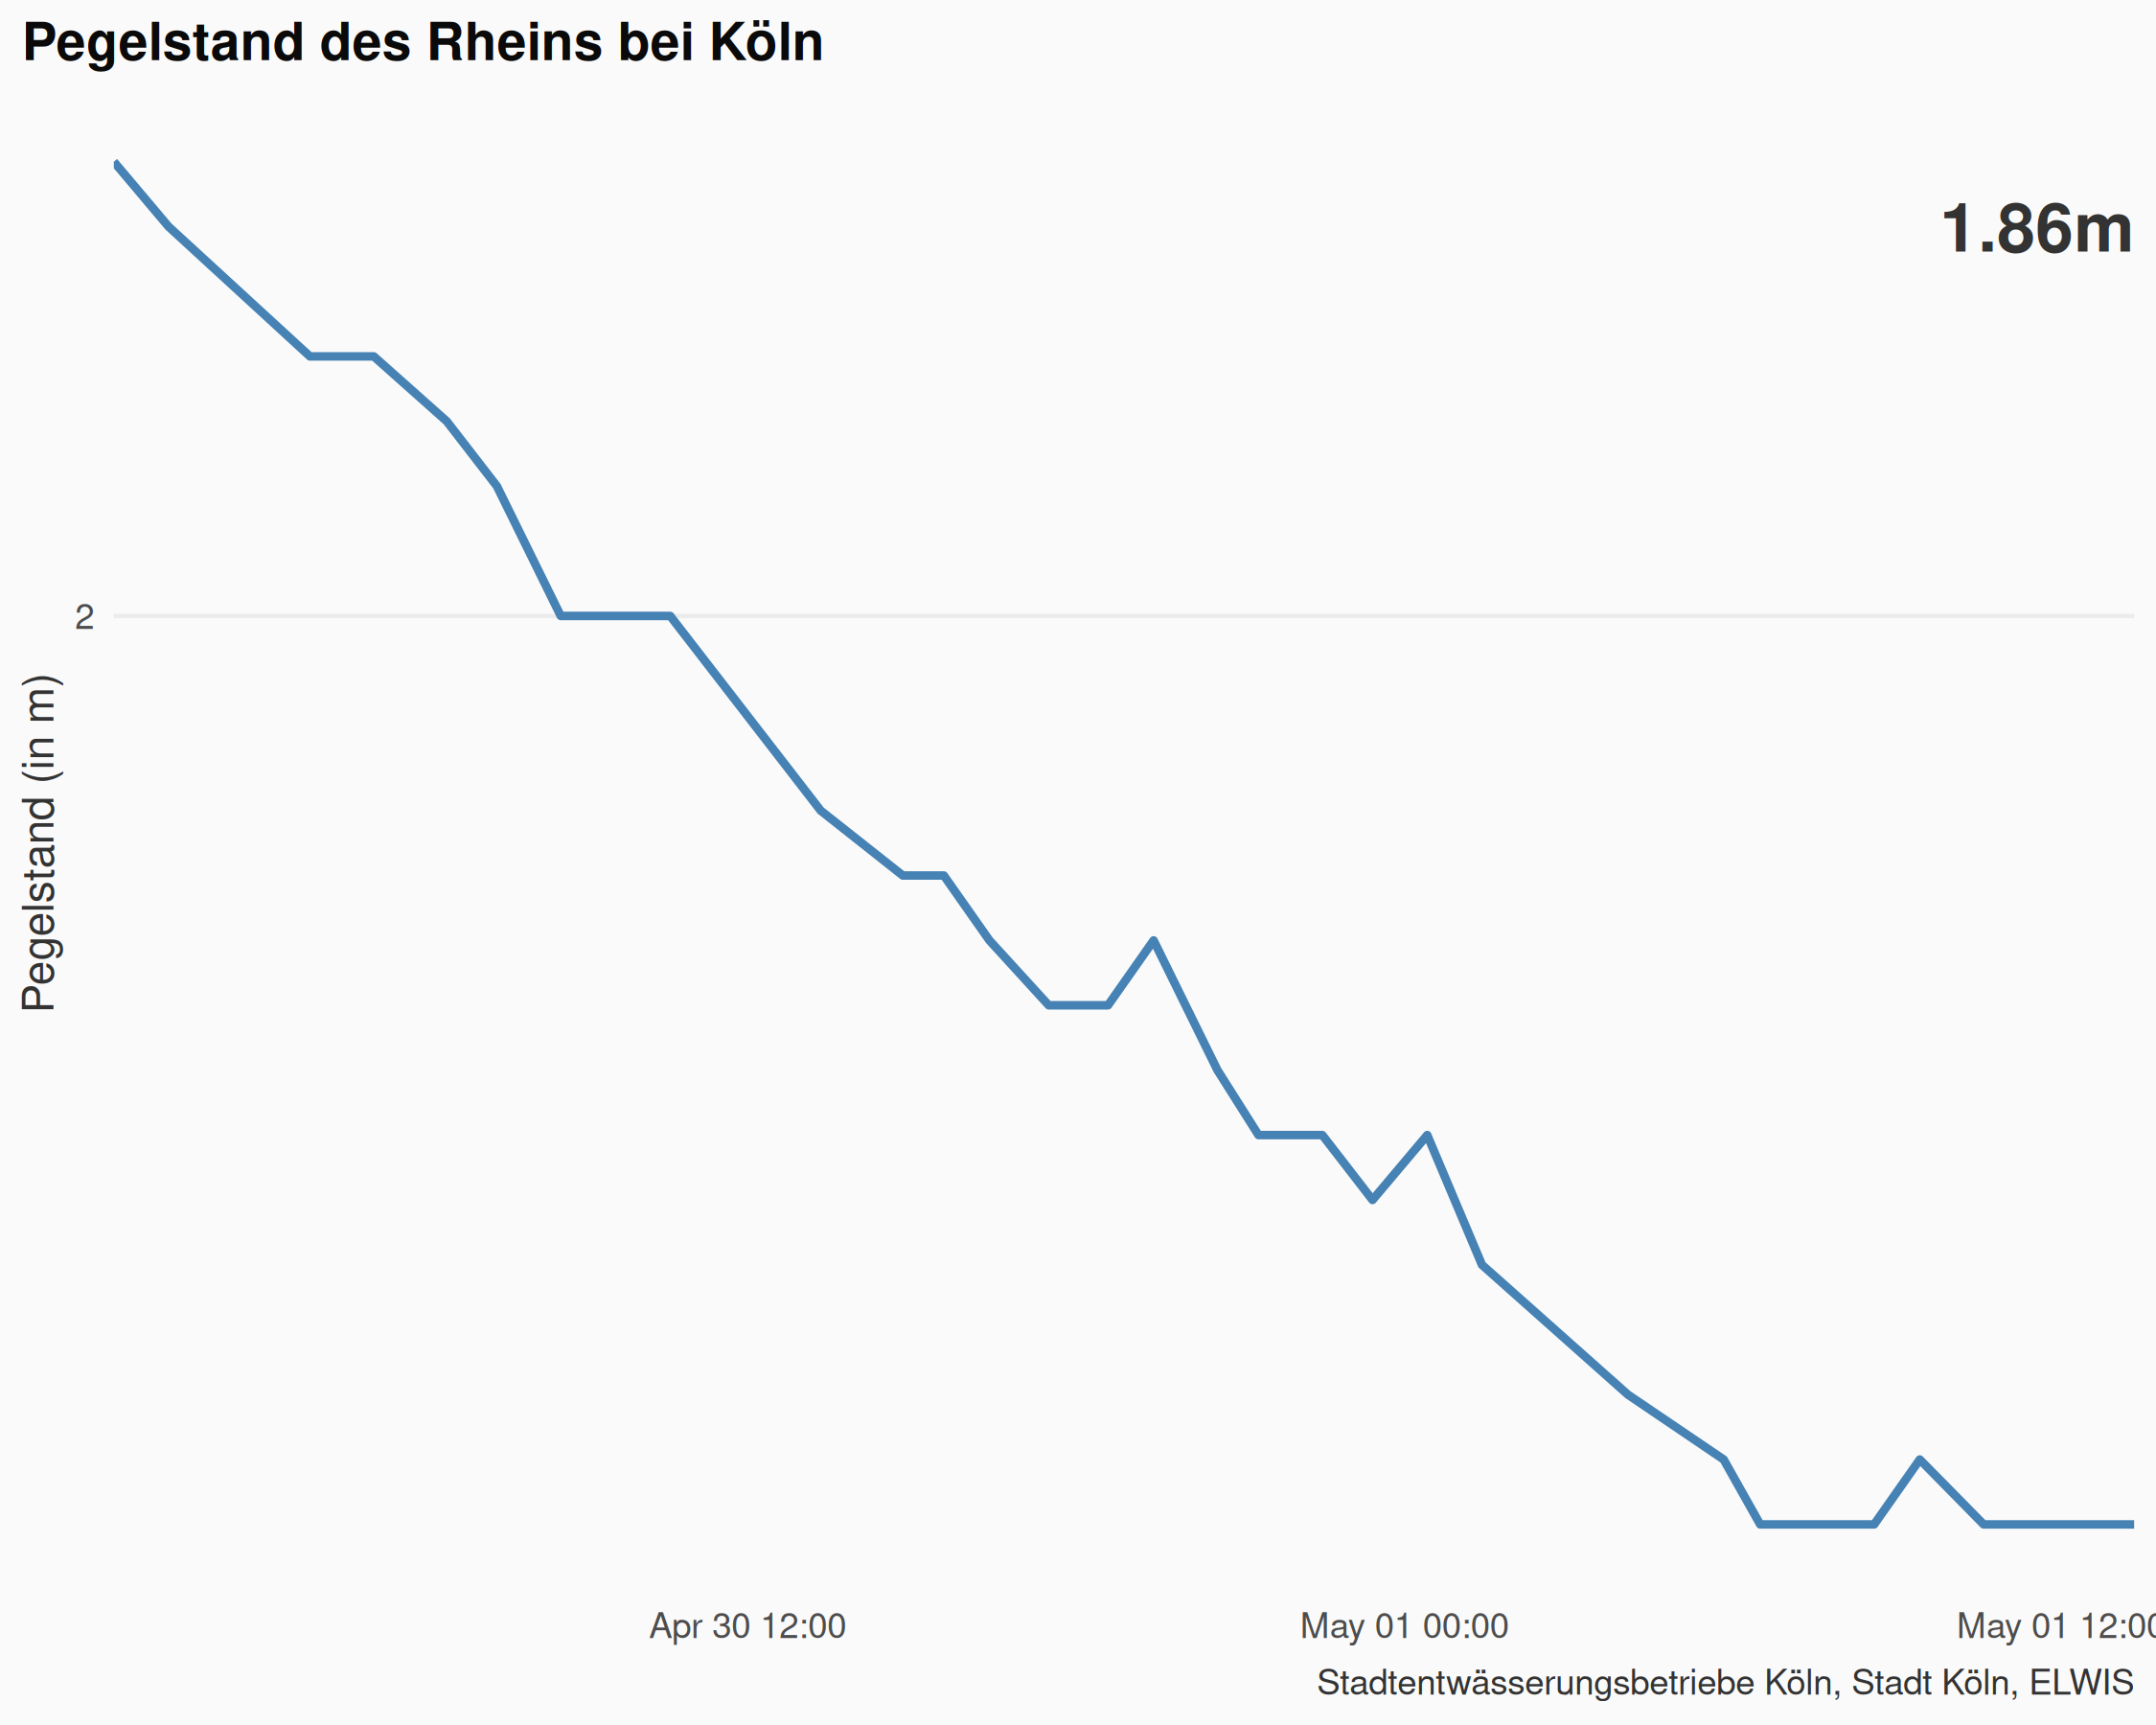 Pegelstand des Rheins bei Köln
1.86m
2
Pegelstand (in m)
Apr 30 12:00
May 01 00:00
May 01 12:00
Stadtentwässerungsbetriebe Köln, Stadt Köln, ELWIS